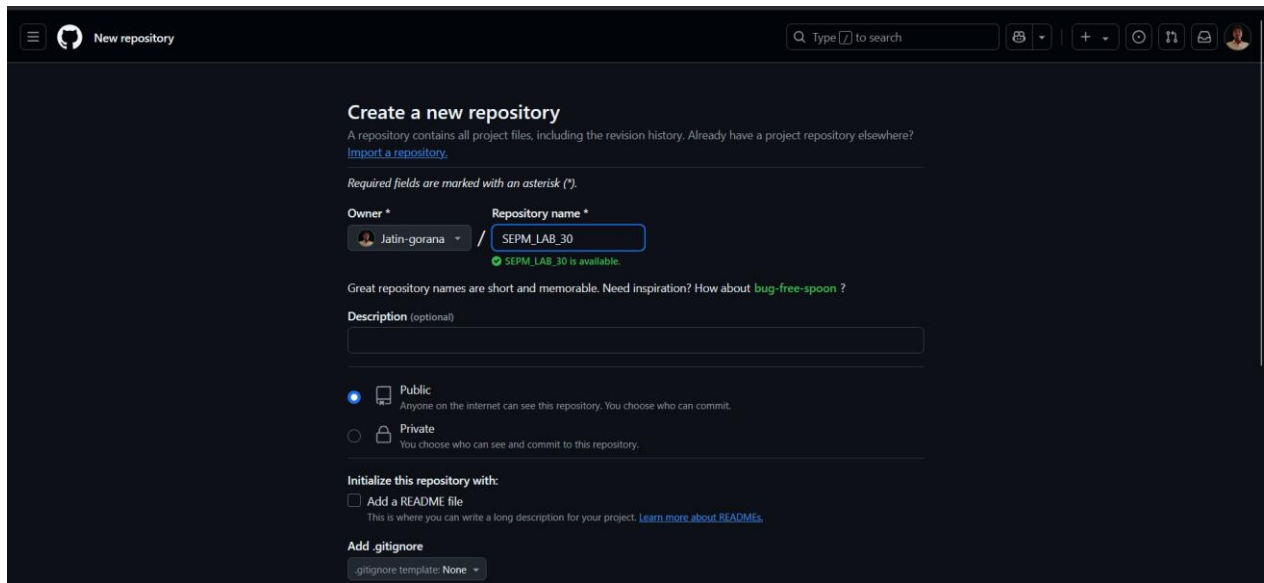 New repository
Type / to search
Create a new repository
A repository contains all project files, including the revision history. Already have a project repository elsewhere?
Import a repository.
Required fields are marked with an asterisk (*).
Owner * Repository name *
Jatin-gorana / SEPM_LAB_30
SEPM_LAB_30 is available.
Great repository names are short and memorable. Need inspiration? How about bug-free-spoon ?
Description (optional)
Public
Anyone on the internet can see this repository. You choose who can commit.
Private
You choose who can see and commit to this repository.
Initialize this repository with:
Add a README file
This is where you can write a long description for your project. Learn more about READMEs.
Add .gitignore
.gitignore template: None